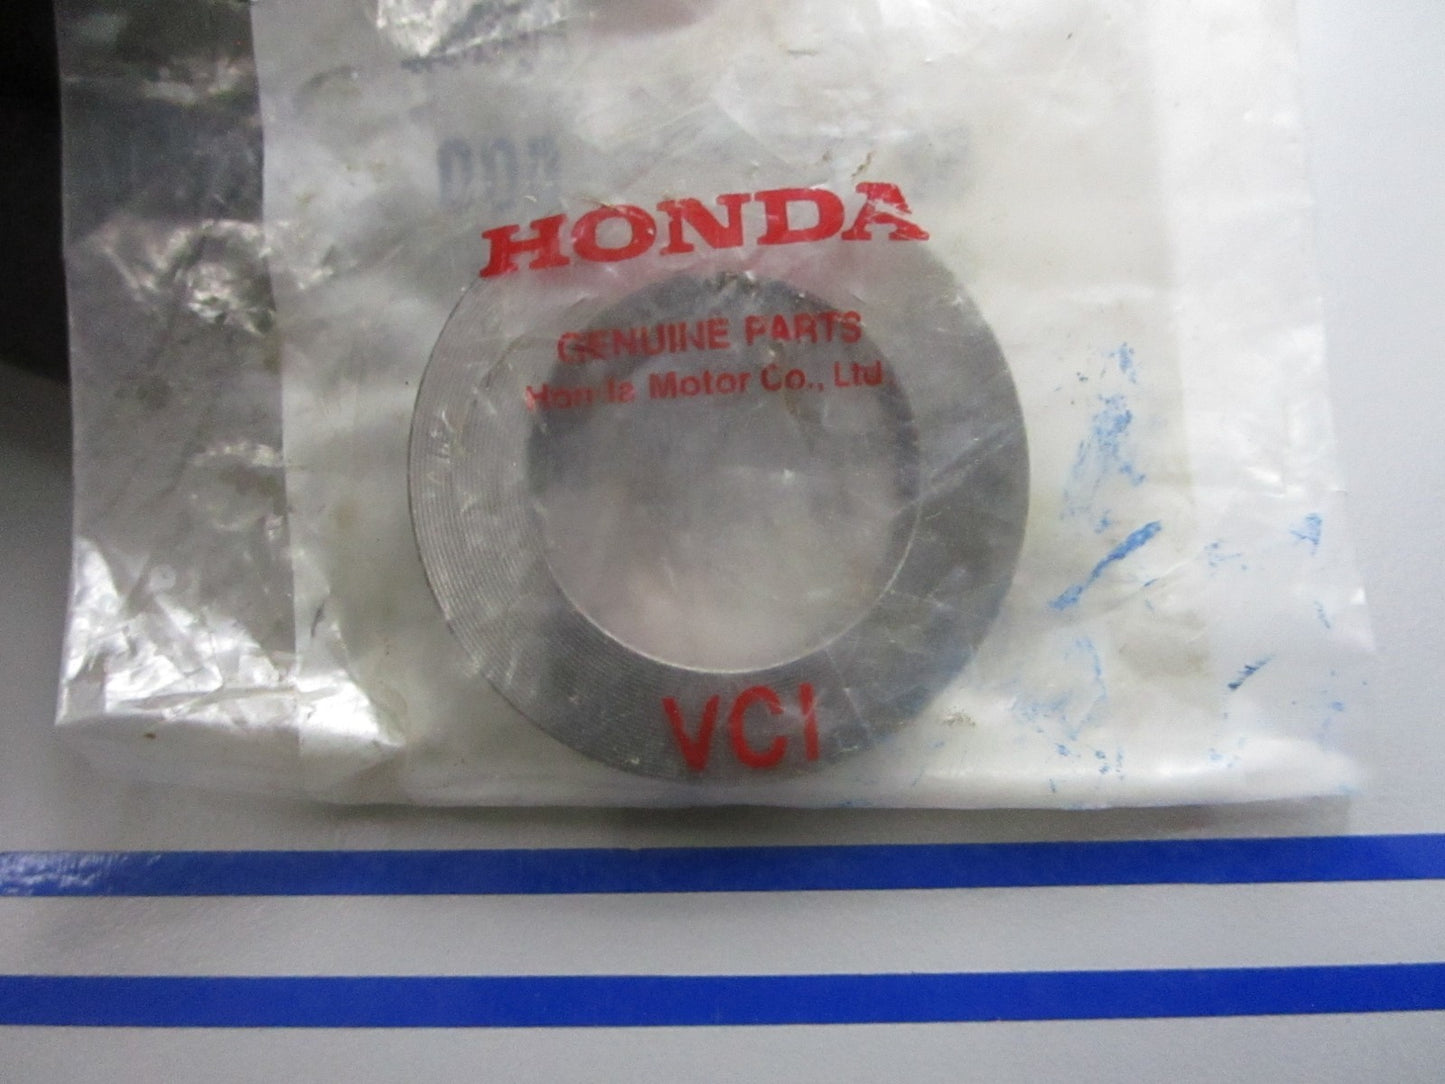 HONDA
GENUINE PARTS
Honda Motor Co., Ltd
VCI